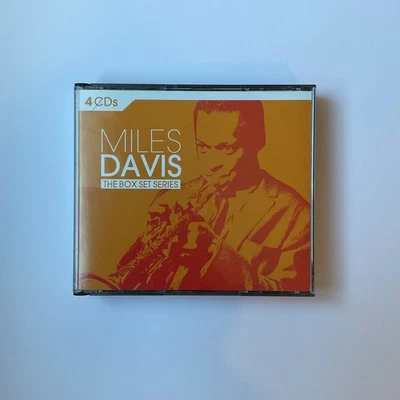 4 CDs
MILES
DAVIS
THE BOX SET SERIES